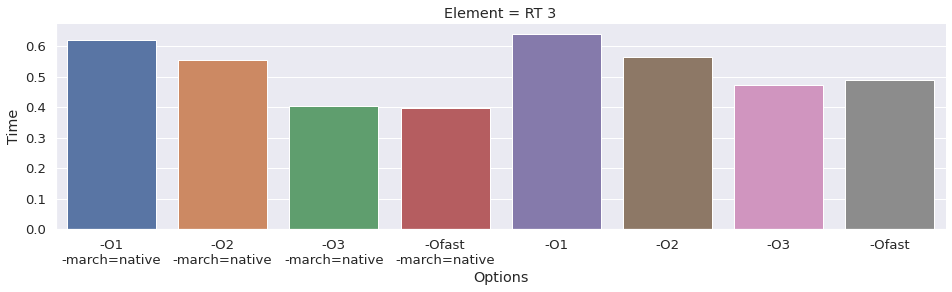 Element = RT 3
Time
0.6
0.5
0.4
0.3
0.2
0.1
0.0
-O1
-march=native
-O2
-march=native
-O3
-march=native
-Ofast
-march=native
-O1
-O2
-O3
-Ofast
Options